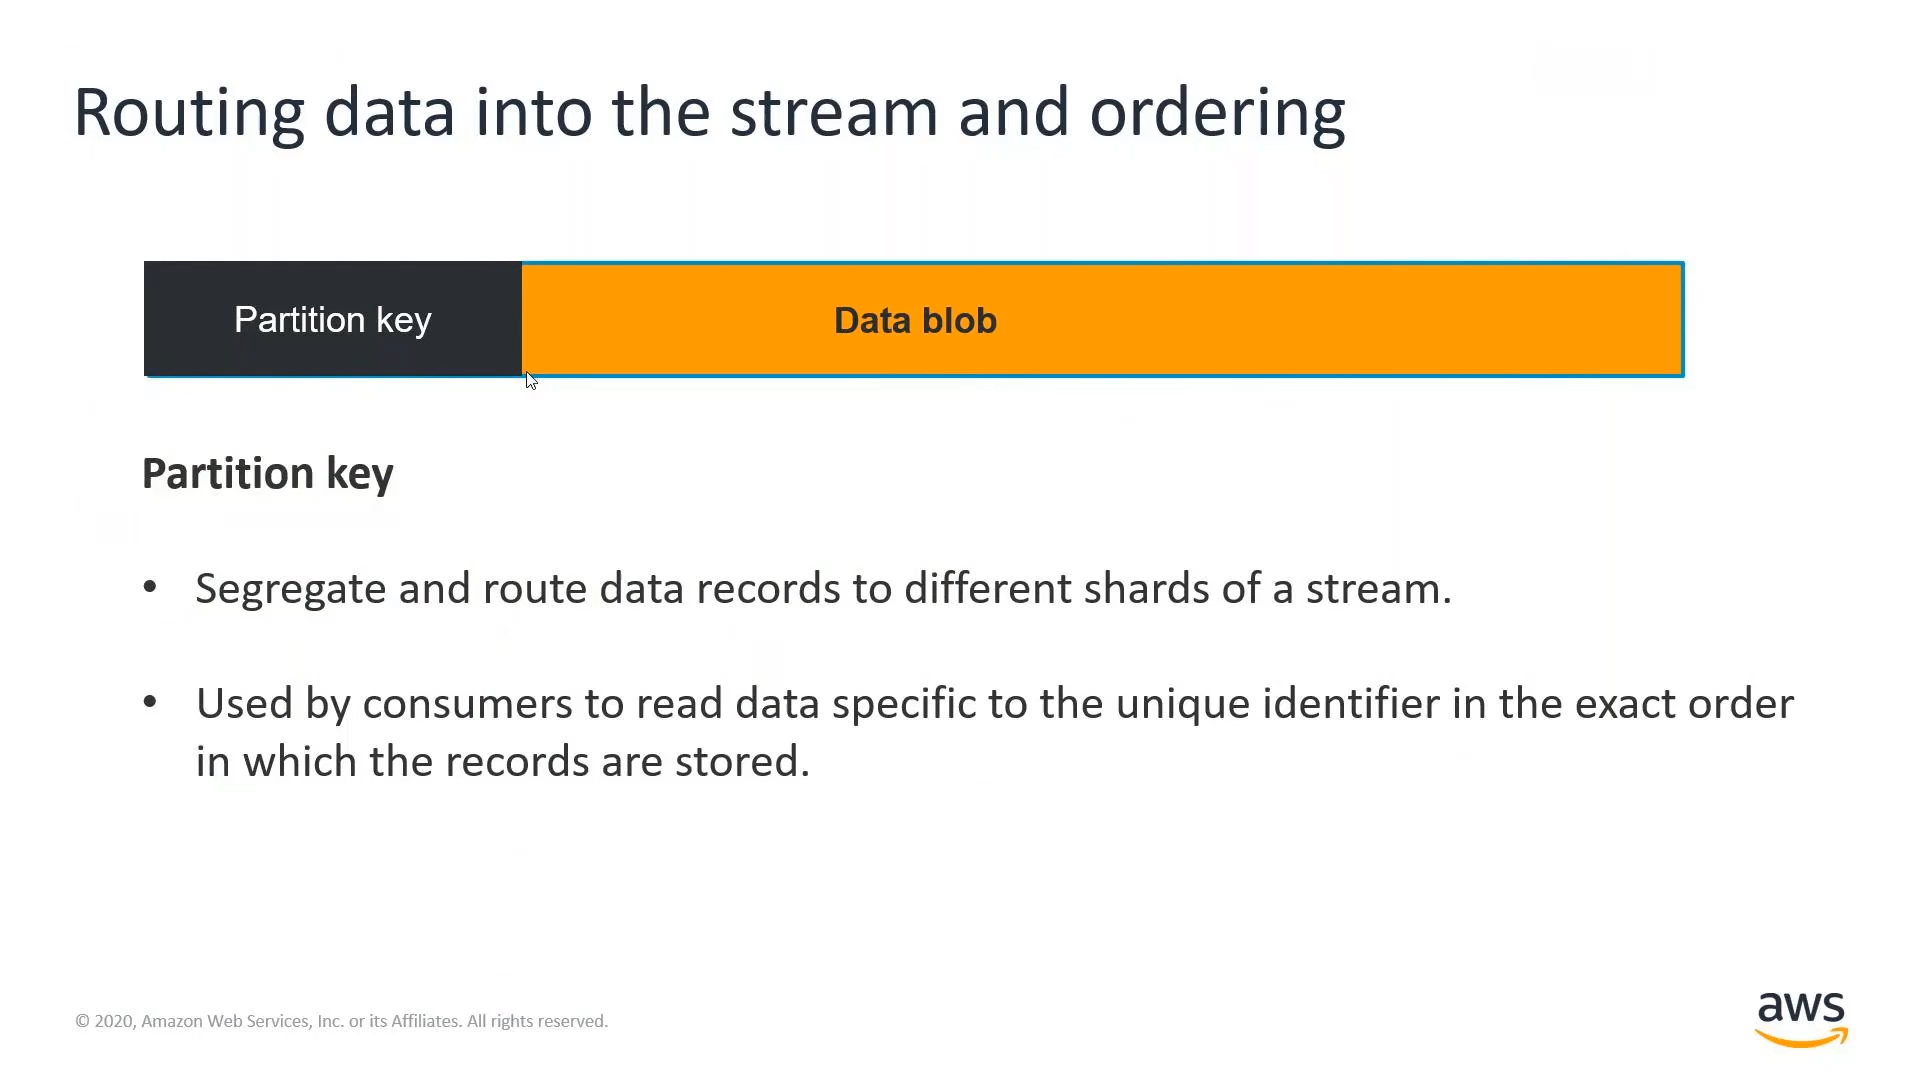 Routing data into the stream and ordering
Partition key
Data blob
Partition key
• Segregate and route data records to different shards of a stream.
• Used by consumers to read data specific to the unique identifier in the exact order
in which the records are stored.
© 2020, Amazon Web Services, Inc. or its Affiliates. All rights reserved.
aws